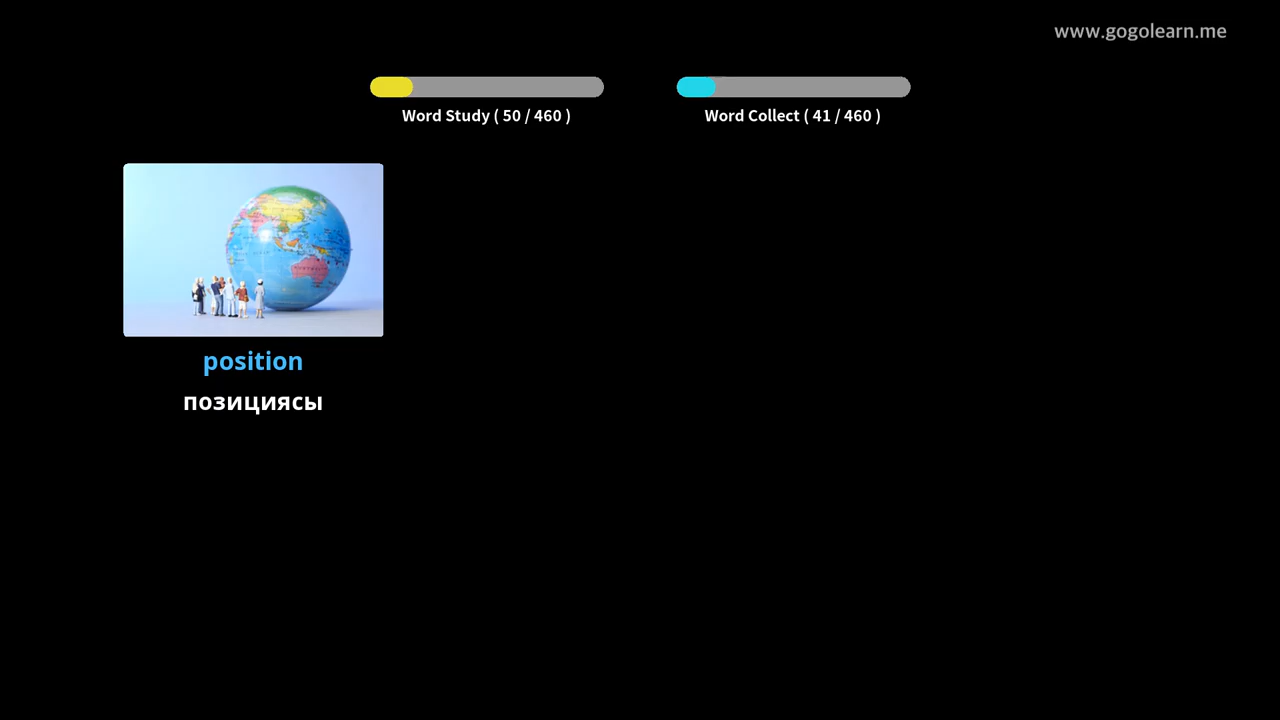 www.gogolearn.me
Word Study ( 50 / 460 )
Word Collect ( 41 / 460 )
position
позициясы